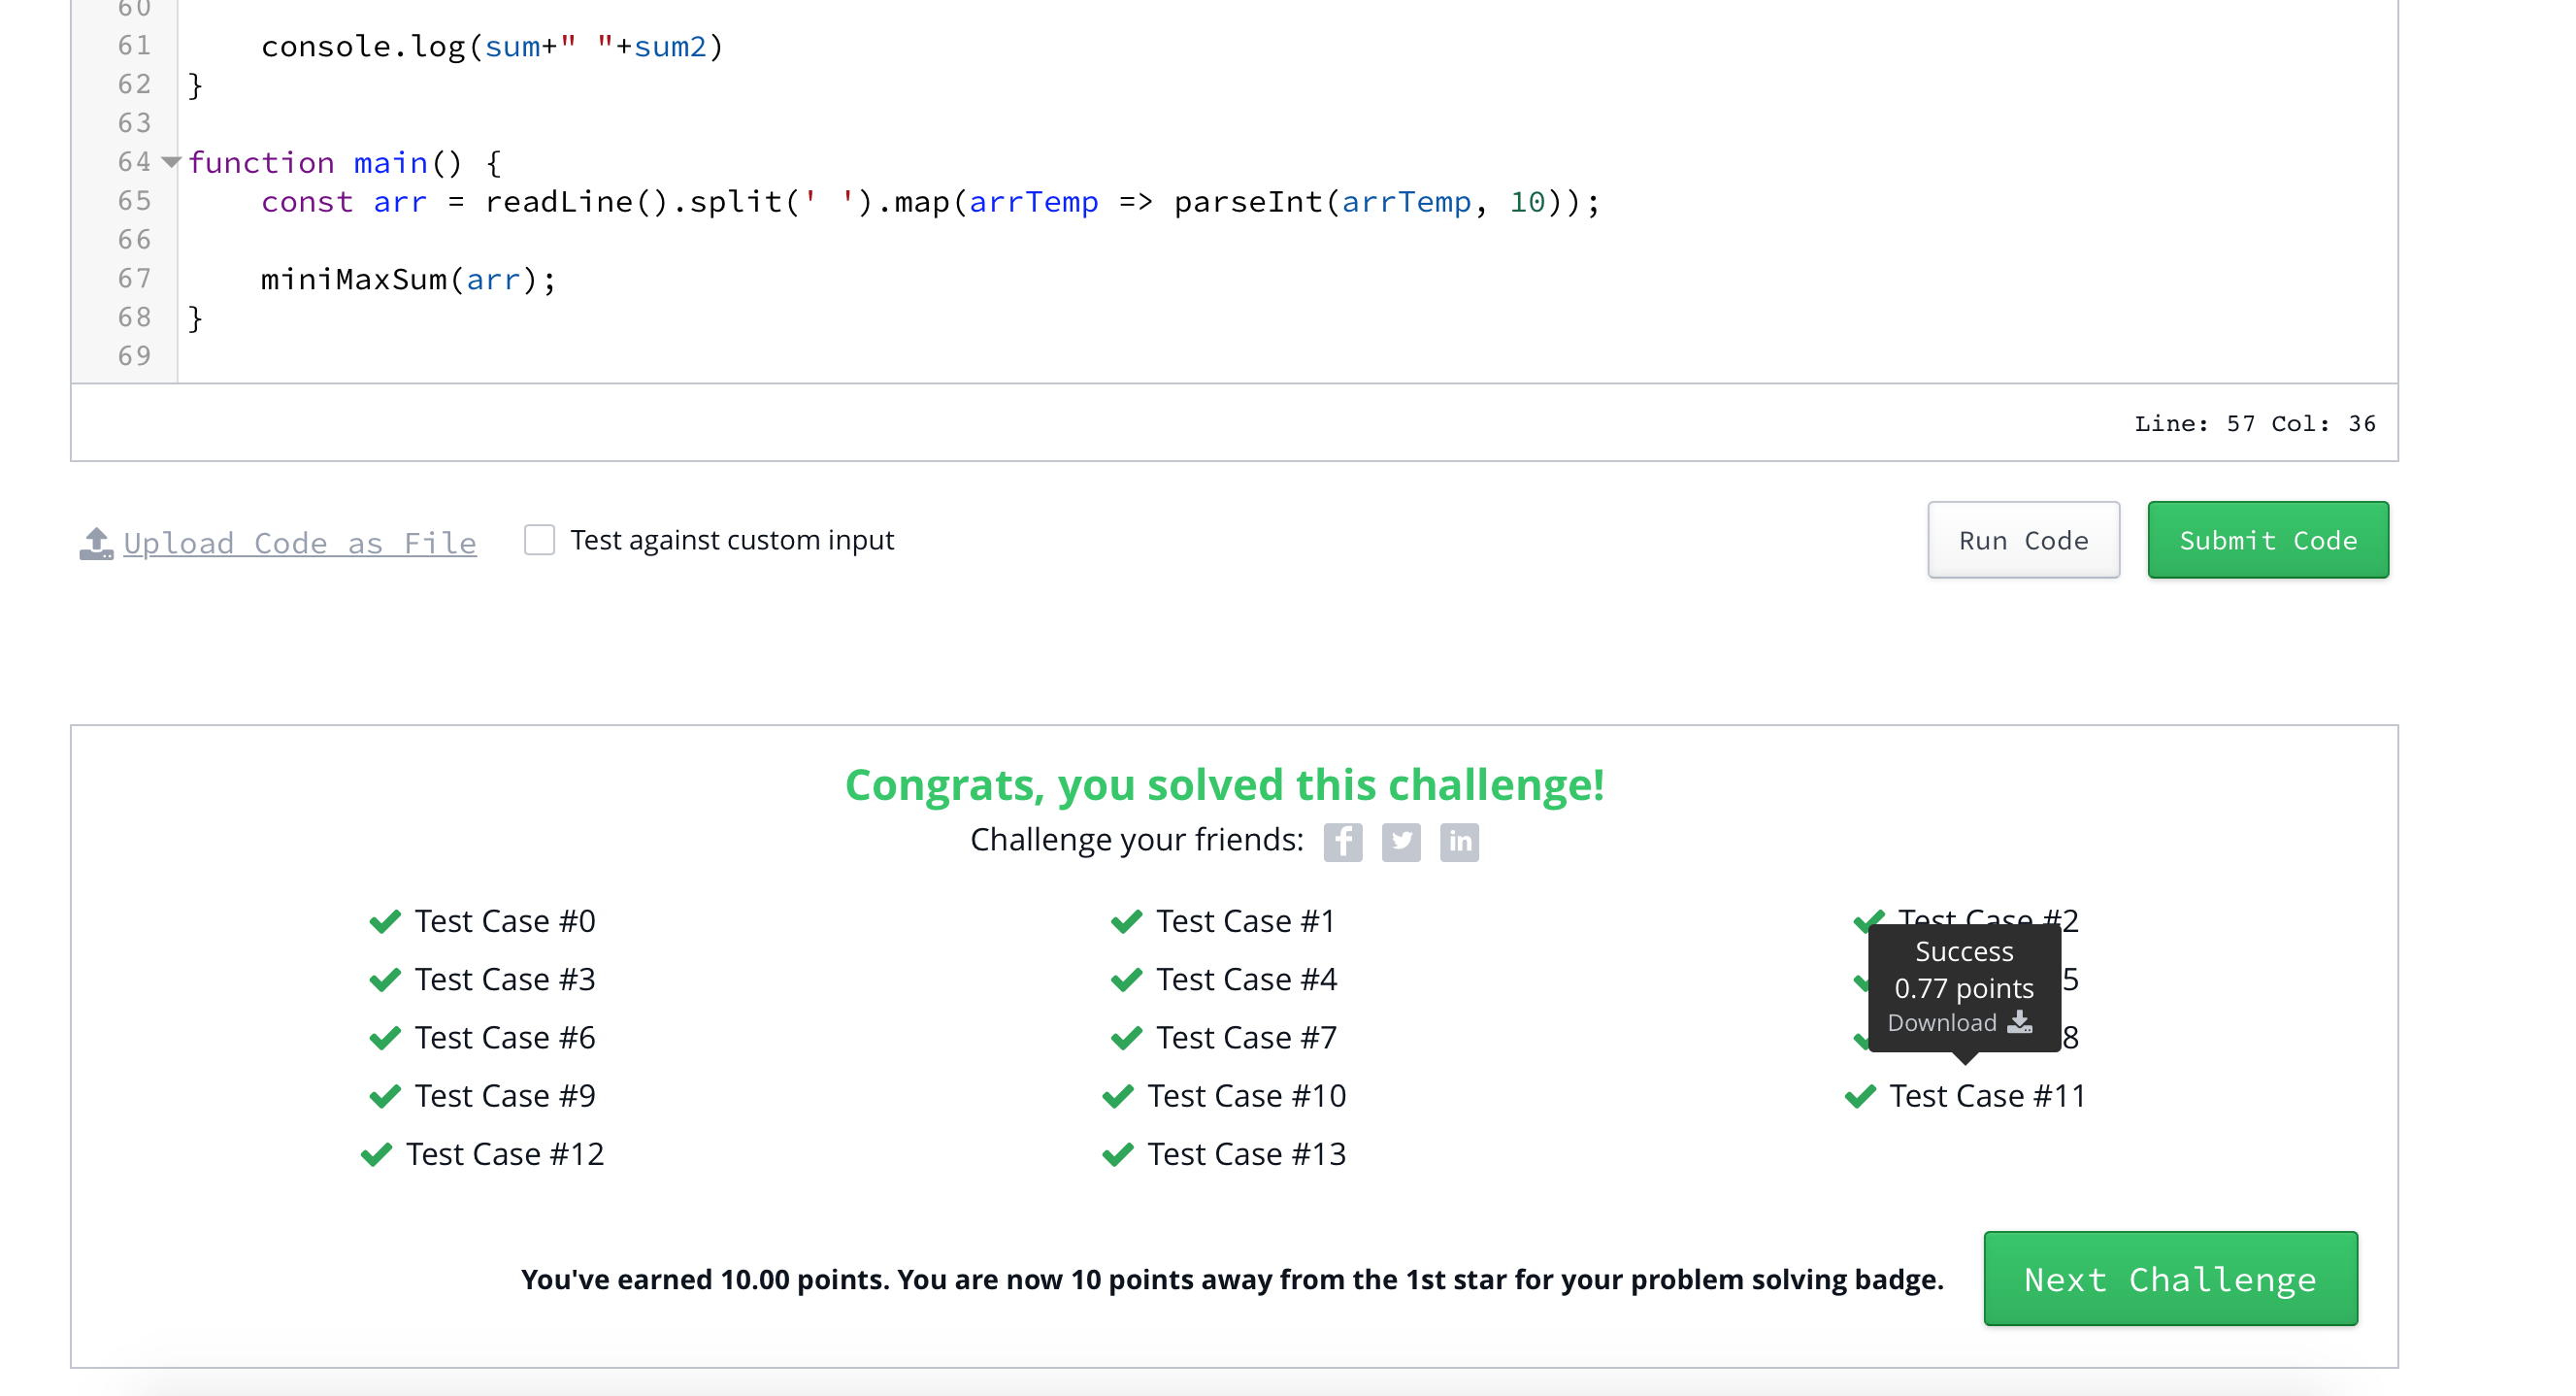 60
61 console.log(sum+" "+sum2)
62 }
63
64 function main() {
65 const arr = readLine().split(' ').map(arrTemp => parseInt(arrTemp, 10));
66
67 miniMaxSum(arr);
68 }
69
Line: 57 Col: 36
Upload Code as File Test against custom input Run Code Submit Code
Congrats, you solved this challenge!
Challenge your friends: f in
Test Case #0 Test Case #1 Test Case #2
Success
Test Case #3 Test Case #4 5
0.77 points
Download
Test Case #6 Test Case #7 8
Test Case #9 Test Case #10 Test Case #11
Test Case #12 Test Case #13
You've earned 10.00 points. You are now 10 points away from the 1st star for your problem solving badge. Next Challenge